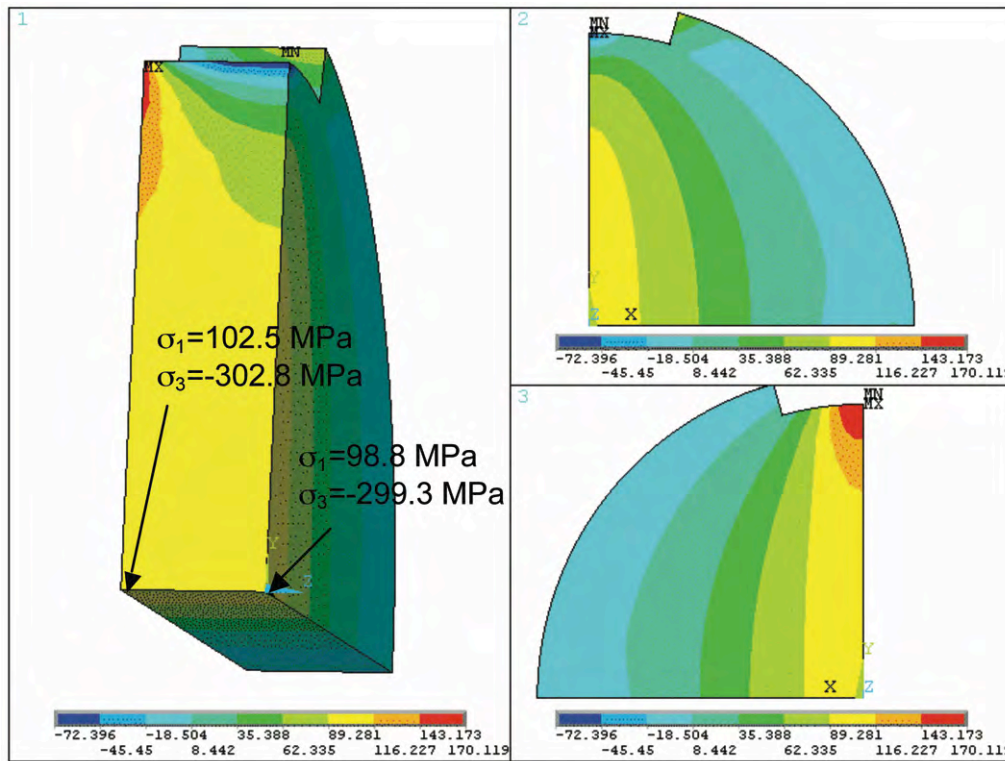 1
MX
MN
σ1=102.5 MPa
σ3=-302.8 MPa
σ1=98.8 MPa
σ3=-299.3 MPa
Y
Z
-72.396 -18.504 35.388 89.281 143.173
-45.45 8.442 62.335 116.227 170.119
2
MN
MX
Y
Z X
-72.396 -18.504 35.388 89.281 143.173
-45.45 8.442 62.335 116.227 170.119
3
MN
MX
Y
X Z
-72.396 -18.504 35.388 89.281 143.173
-45.45 8.442 62.335 116.227 170.119